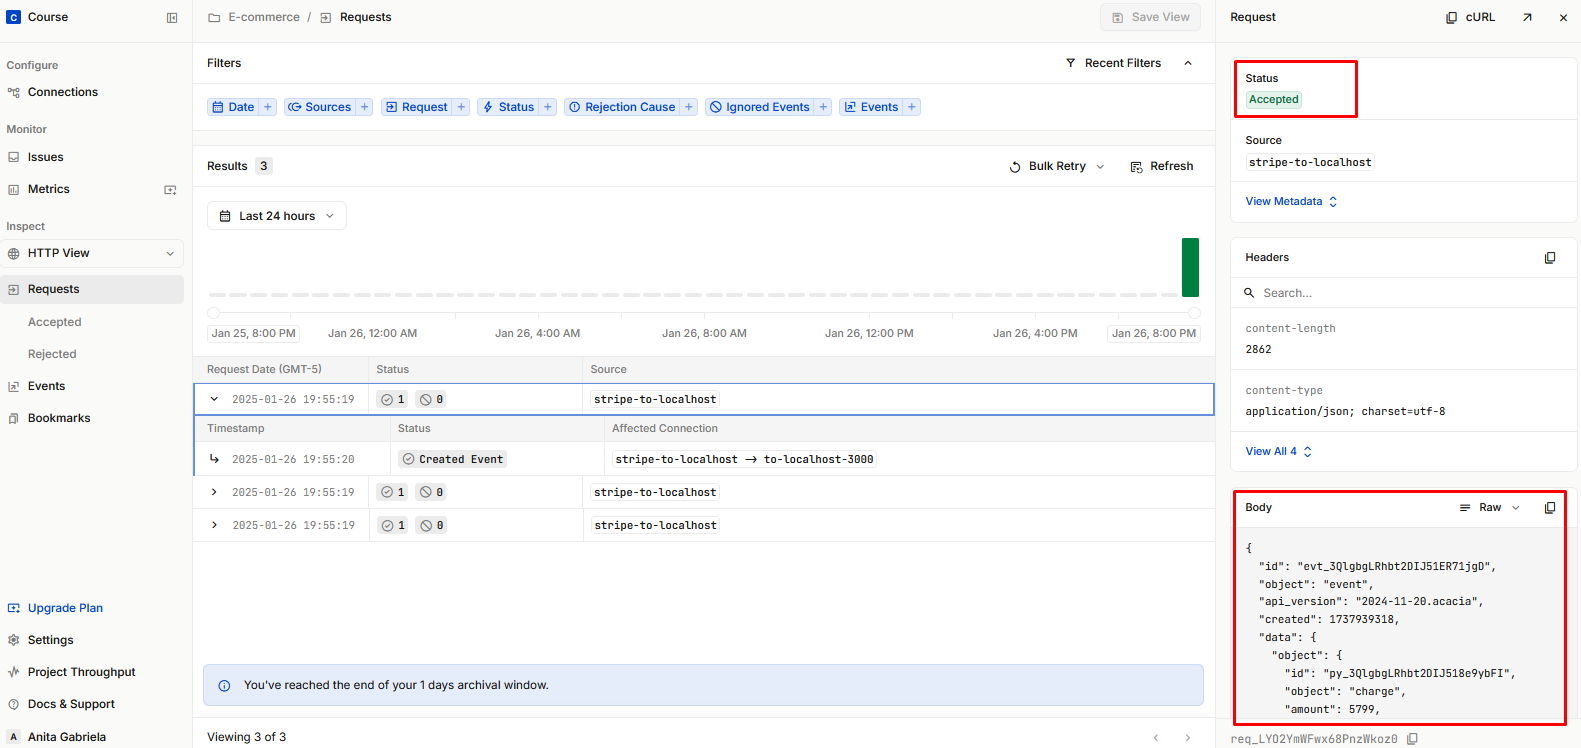 C Course
Configure
Connections
Monitor
Issues
Metrics
Inspect
HTTP View
Requests
Accepted
Rejected
Events
Bookmarks
Upgrade Plan
Settings
Project Throughput
Docs & Support
A Anita Gabriela
E-commerce / Requests
Save View
Filters
Recent Filters
Date + Sources + Request + Status + Rejection Cause + Ignored Events + Events +
Results 3
Bulk Retry
Refresh
Last 24 hours
Jan 25, 8:00 PM Jan 26, 12:00 AM Jan 26, 4:00 AM Jan 26, 8:00 AM Jan 26, 12:00 PM Jan 26, 4:00 PM Jan 26, 8:00 PM
Request Date (GMT-5) Status Source
2025-01-26 19:55:19 1 0 stripe-to-localhost
Timestamp Status Affected Connection
2025-01-26 19:55:20 Created Event stripe-to-localhost → to-localhost-3000
2025-01-26 19:55:19 1 0 stripe-to-localhost
2025-01-26 19:55:19 1 0 stripe-to-localhost
You've reached the end of your 1 days archival window.
Viewing 3 of 3
Request
cURL
Status
Accepted
Source
stripe-to-localhost
View Metadata
Headers
Search...
content-length
2862
content-type
application/json; charset=utf-8
View All 4
Body
Raw
{
"id": "evt_3QlgbgLRhbt2DIJ51ER71jgD",
"object": "event",
"api_version": "2024-11-20.acacia",
"created": 1737939318,
"data": {
"object": {
"id": "py_3QlgbgLRhbt2DIJ518e9ybFI",
"object": "charge",
"amount": 5799,
req_LYO2YmWFwx68PnzWkoz0